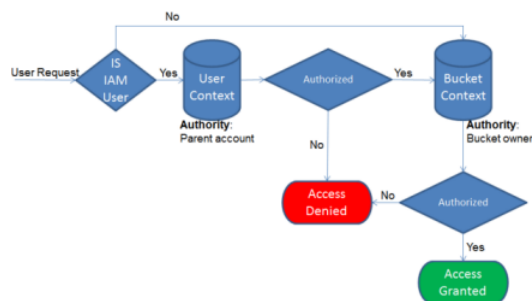 No
User Request
IS
IAM
User
Yes
User
Context
Authorized
Yes
Bucket
Context
Authority:
Parent account
Authority:
Bucket owner
No
Access
Denied
No
Authorized
Yes
Access
Granted